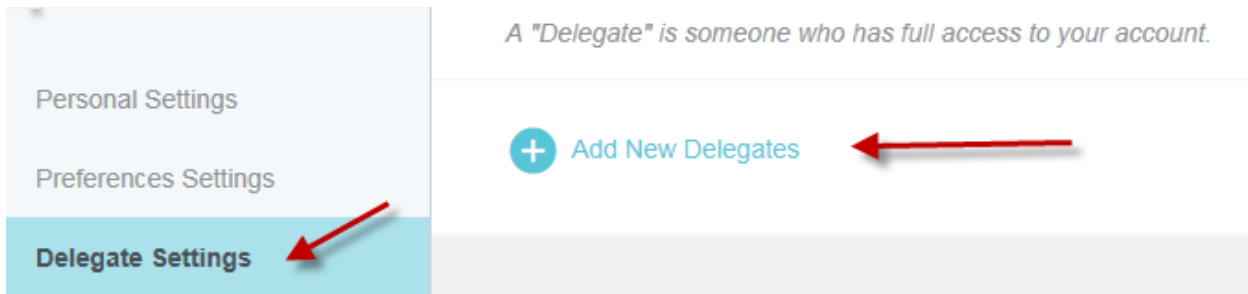 A "Delegate" is someone who has full access to your account.
Personal Settings
Add New Delegates
Preferences Settings
Delegate Settings